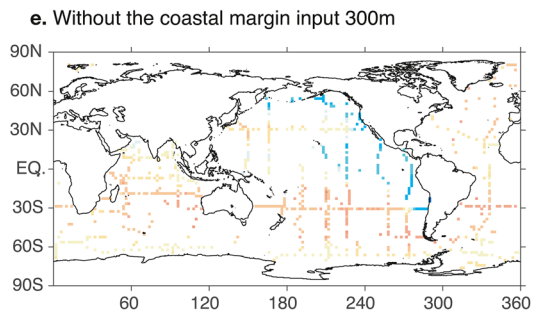 e. Without the coastal margin input 300m
90N
60N
30N
EQ.
30S
60S
90S
60 120 180 240 300 360